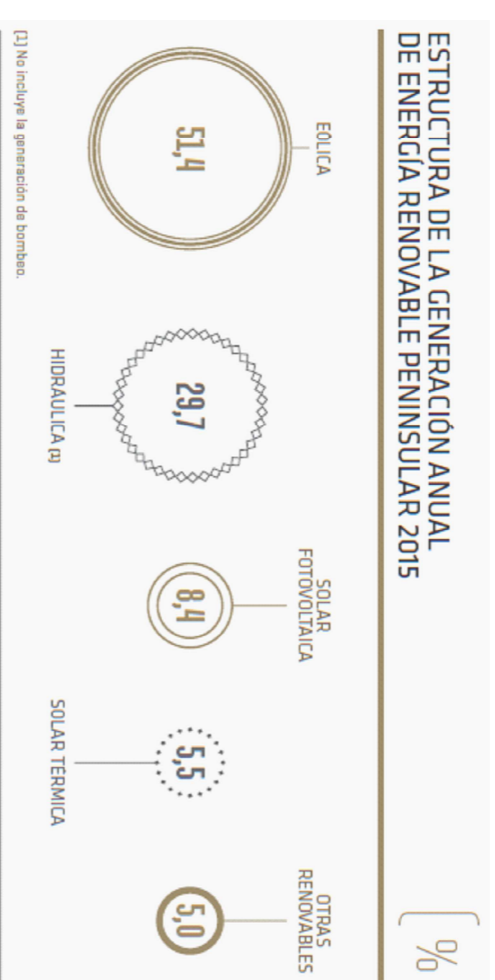 ESTRUCTURA DE LA GENERACIÓN ANUAL
DE ENERGÍA RENOVABLE PENINSULAR 2015
%
EÓLICA
51,4
HIDRÁULICA [1]
29,7
SOLAR
FOTOVOLTAICA
8,4
SOLAR TÉRMICA
5,5
OTRAS
RENOVABLES
5,0
[1] No incluye la generación de bombeo.